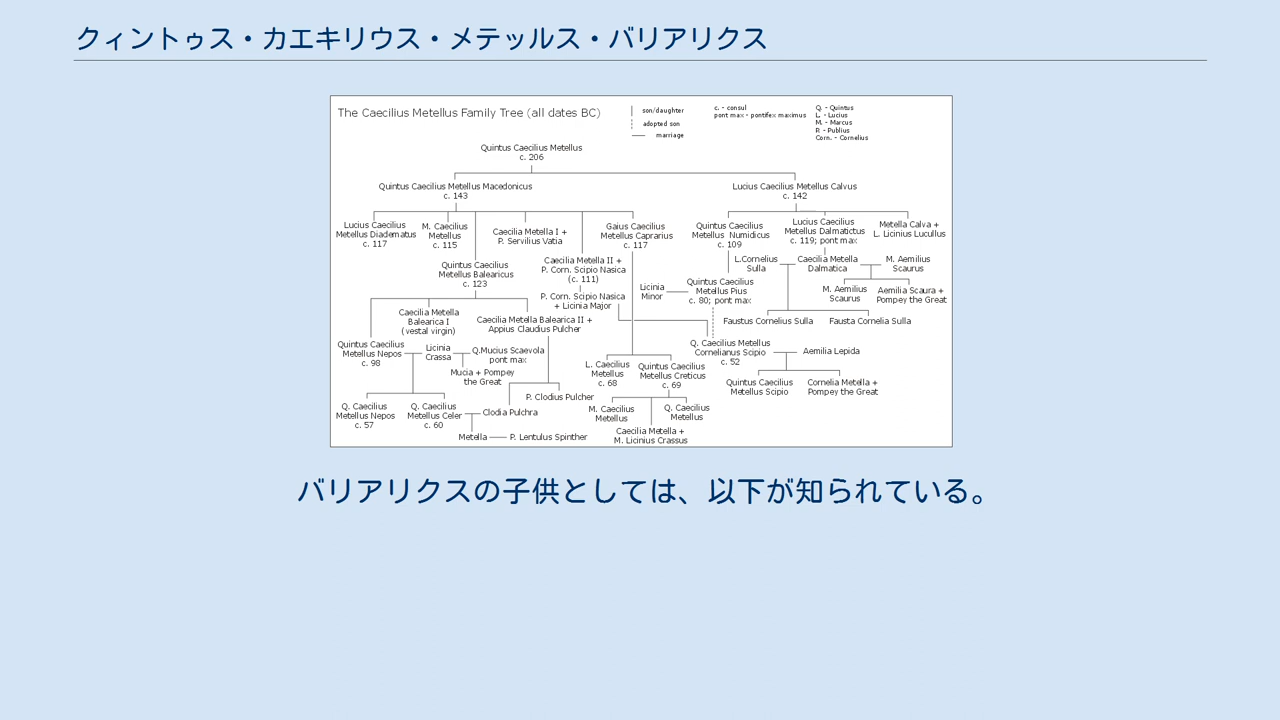 クィントゥス・カエキリウス・メテッルス・バリアリクス
The Caecilius Metellus Family Tree (all dates BC)
son/daughter
adopted son
marriage
c. - consul
pont max - pontifex maximus
Q. - Quintus
L. - Lucius
M. - Marcus
P. - Publius
Corn. - Cornelius
Quintus Caecilius Metellus
c. 206
Quintus Caecilius Metellus Macedonicus
c. 143
Lucius Caecilius Metellus Calvus
c. 142
Lucius Caecilius
Metellus Diadematus
c. 117
M. Caecilius
Metellus
c. 115
Caecilia Metella I +
P. Servilius Vatia
Gaius Caecilius
Metellus Caprarius
c. 117
Quintus Caecilius
Metellus Numidicus
c. 109
Lucius Caecilius
Metellus Dalmatictus
c. 119; pont max
Metella Calva +
L. Licinius Lucullus
Quintus Caecilius
Metellus Balearicus
c. 123
Caecilia Metella II +
P. Corn. Scipio Nasica
(c. 111)
L.Cornelius
Sulla
Caecilia Metella
Dalmatica
M. Aemilius
Scaurus
P. Corn. Scipio Nasica
+ Licinia Major
Licinia
Minor
Quintus Caecilius
Metellus Pius
c. 80; pont max
M. Aemilius
Scaurus
Aemilia Scaura +
Pompey the Great
Caecilia Metella
Balearica I
(vestal virgin)
Caecilia Metella Balearica II +
Appius Claudius Pulcher
Faustus Cornelius Sulla
Fausta Cornelia Sulla
Quintus Caecilius
Metellus Nepos
c. 98
Licinia
Crassa
Q.Mucius Scaevola
pont max
Mucia + Pompey
the Great
Q. Caecilius Metellus
Cornelianus Scipio
c. 52
Aemilia Lepida
L. Caecilius
Metellus
c. 68
Quintus Caecilius
Metellus Creticus
c. 69
Quintus Caecilius
Metellus Scipio
Cornelia Metella +
Pompey the Great
P. Clodius Pulcher
Q. Caecilius
Metellus Nepos
c. 57
Q. Caecilius
Metellus Celer
c. 60
Clodia Pulchra
M. Caecilius
Metellus
Q. Caecilius
Metellus
Metella
P. Lentulus Spinther
Caecilia Metella +
M. Licinius Crassus
バリアリクスの子供としては、以下が知られている。